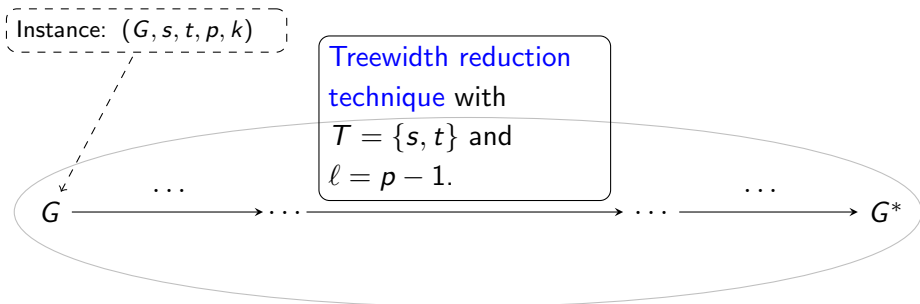 Instance: (G, s, t, p, k)
Treewidth reduction
technique with
T = {s, t} and
ℓ = p − 1.
... ...
G ... ... G*